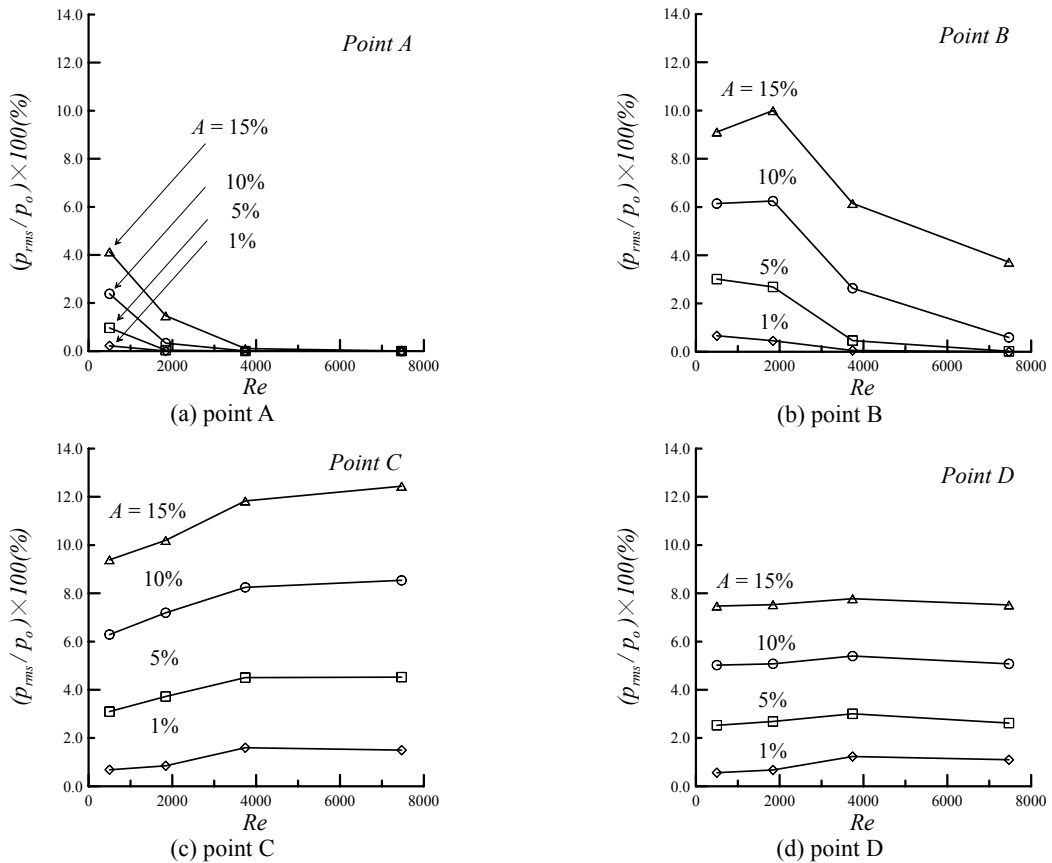 Point A
(p_rms / p_o)×100(%)
14.0
12.0
10.0
8.0
6.0
4.0
2.0
0.0
A = 15%
10%
5%
1%
0 2000 4000 6000 8000
Re
(a) point A
Point B
(p_rms / p_o)×100(%)
14.0
12.0
10.0
8.0
6.0
4.0
2.0
0.0
A = 15%
10%
5%
1%
0 2000 4000 6000 8000
Re
(b) point B
Point C
(p_rms / p_o)×100(%)
14.0
12.0
10.0
8.0
6.0
4.0
2.0
0.0
A = 15%
10%
5%
1%
0 2000 4000 6000 8000
Re
(c) point C
Point D
(p_rms / p_o)×100(%)
14.0
12.0
10.0
8.0
6.0
4.0
2.0
0.0
A = 15%
10%
5%
1%
0 2000 4000 6000 8000
Re
(d) point D